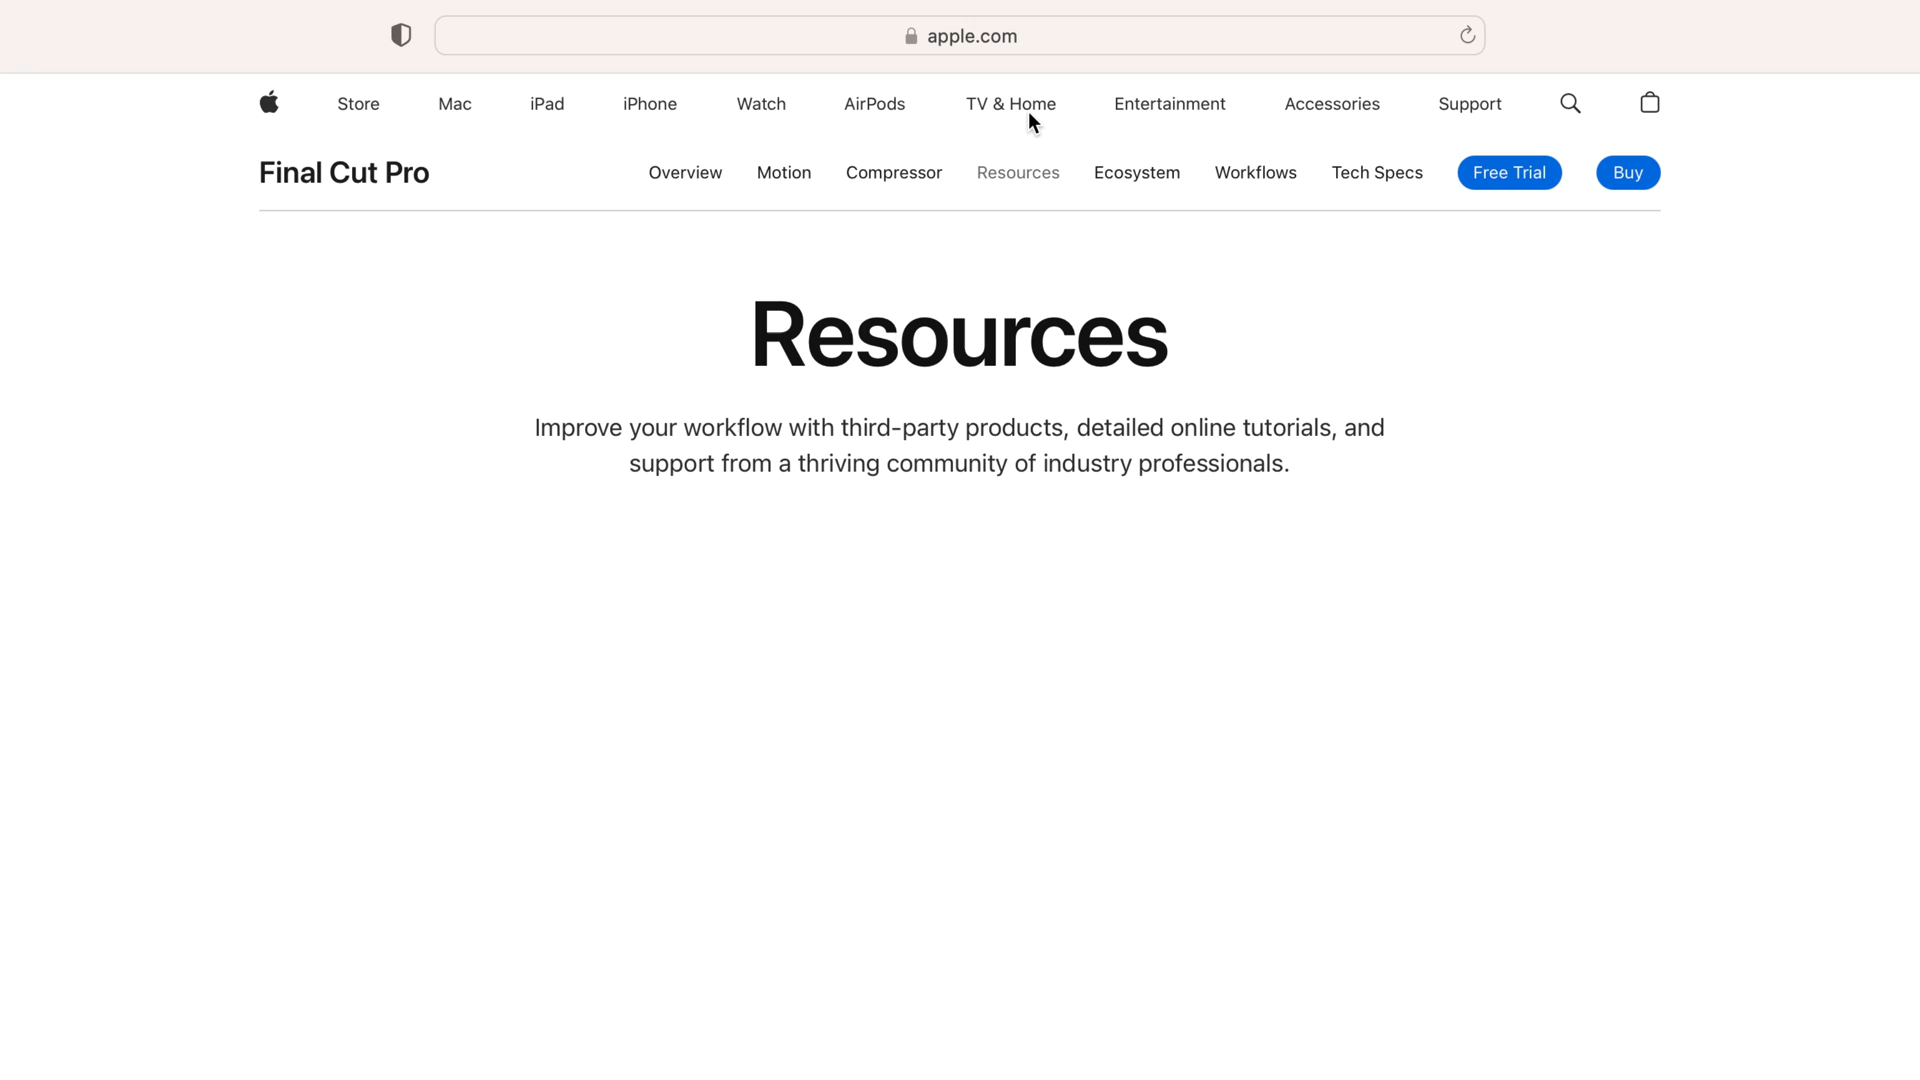 apple.com
Store Mac iPad iPhone Watch AirPods TV & Home Entertainment Accessories Support
Final Cut Pro Overview Motion Compressor Resources Ecosystem Workflows Tech Specs Free Trial Buy
Resources
Improve your workflow with third-party products, detailed online tutorials, and
support from a thriving community of industry professionals.